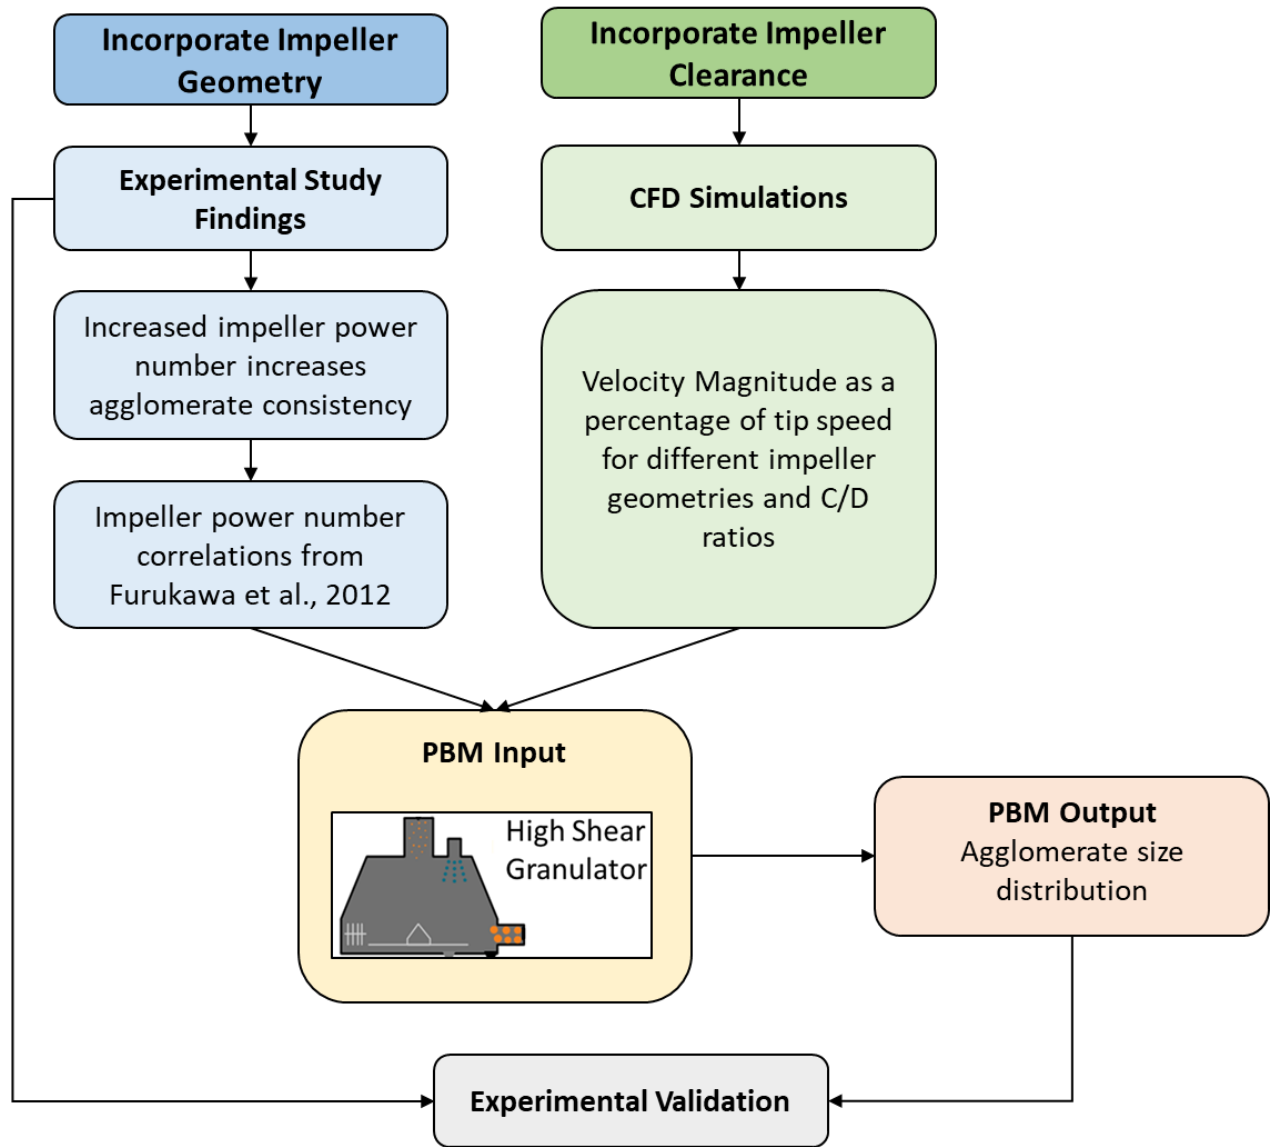 Incorporate Impeller
Geometry
Incorporate Impeller
Clearance
Experimental Study
Findings
CFD Simulations
Increased impeller power
number increases
agglomerate consistency
Velocity Magnitude as a
percentage of tip speed
for different impeller
geometries and C/D
ratios
Impeller power number
correlations from
Furukawa et al., 2012
PBM Input
High Shear
Granulator
PBM Output
Agglomerate size
distribution
Experimental Validation